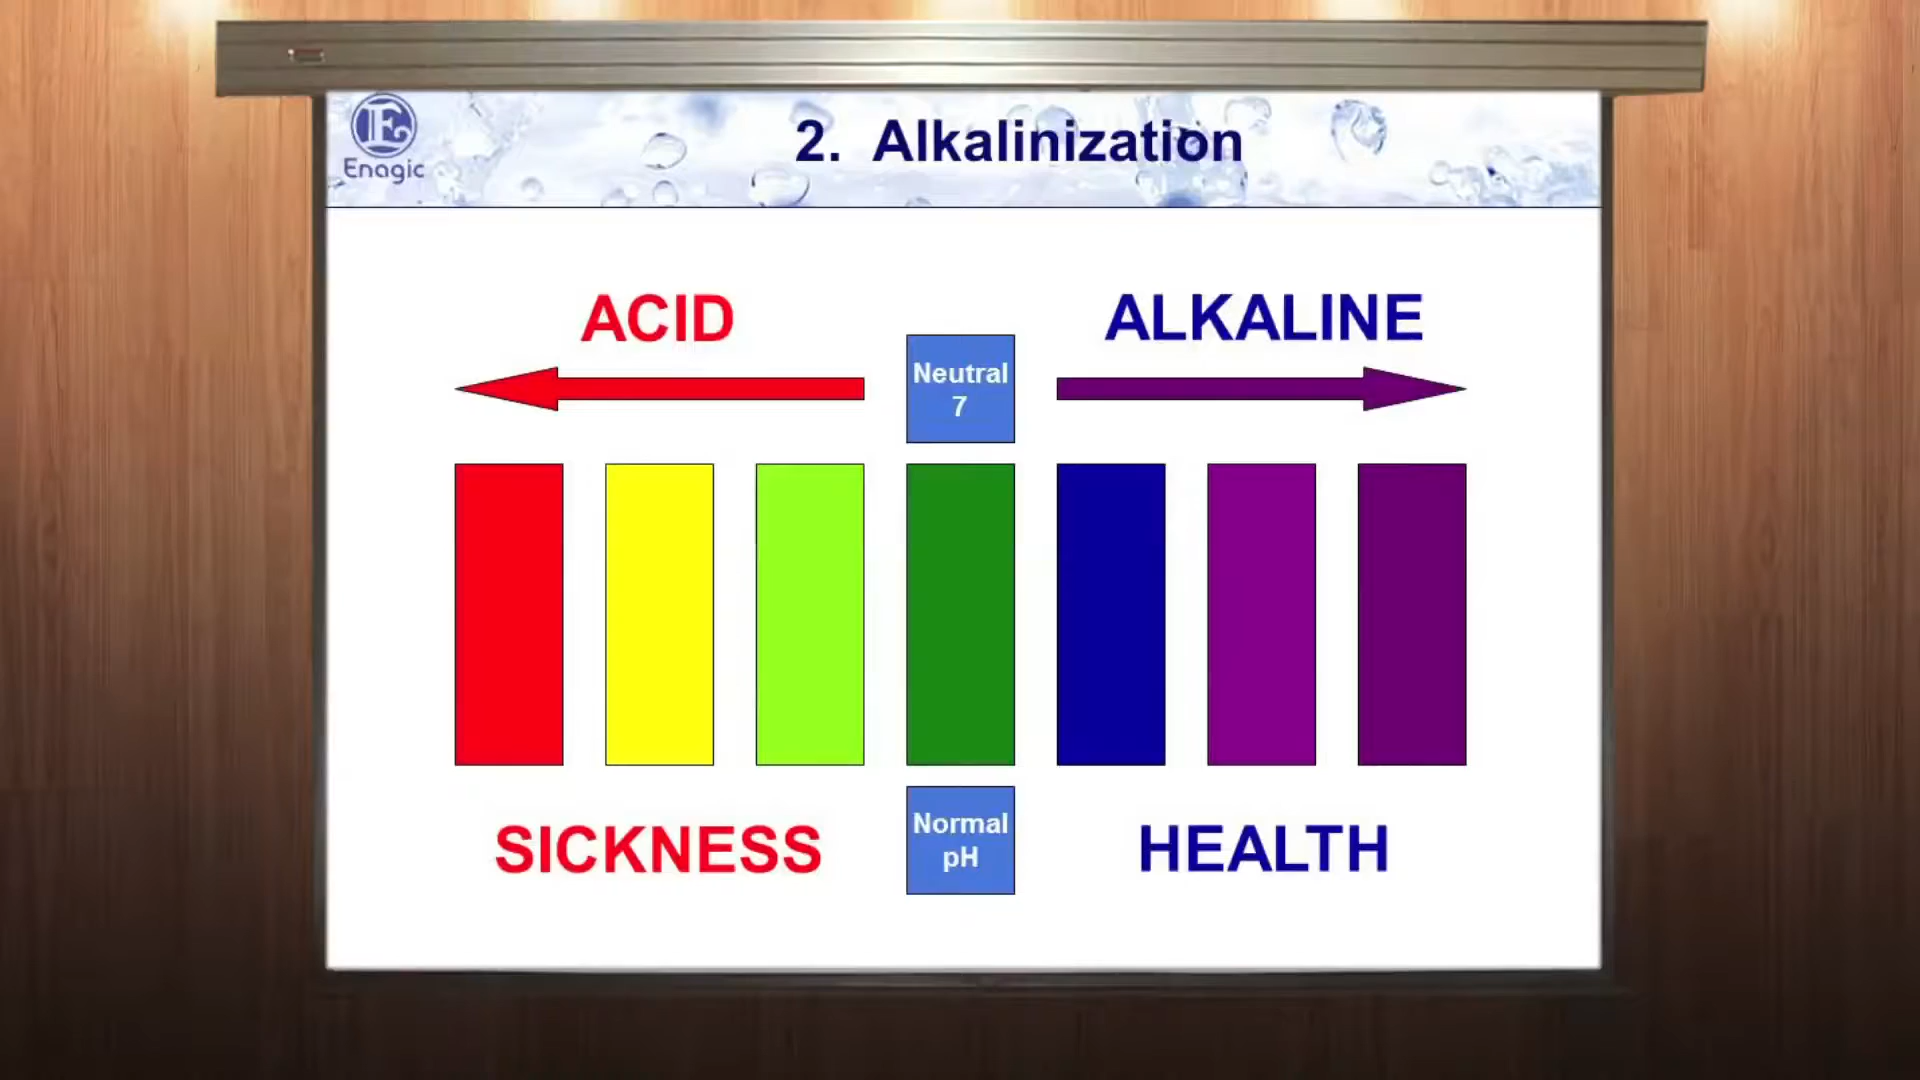 Enagic
2. Alkalinization
ACID
ALKALINE
Neutral
7
SICKNESS
Normal
pH
HEALTH